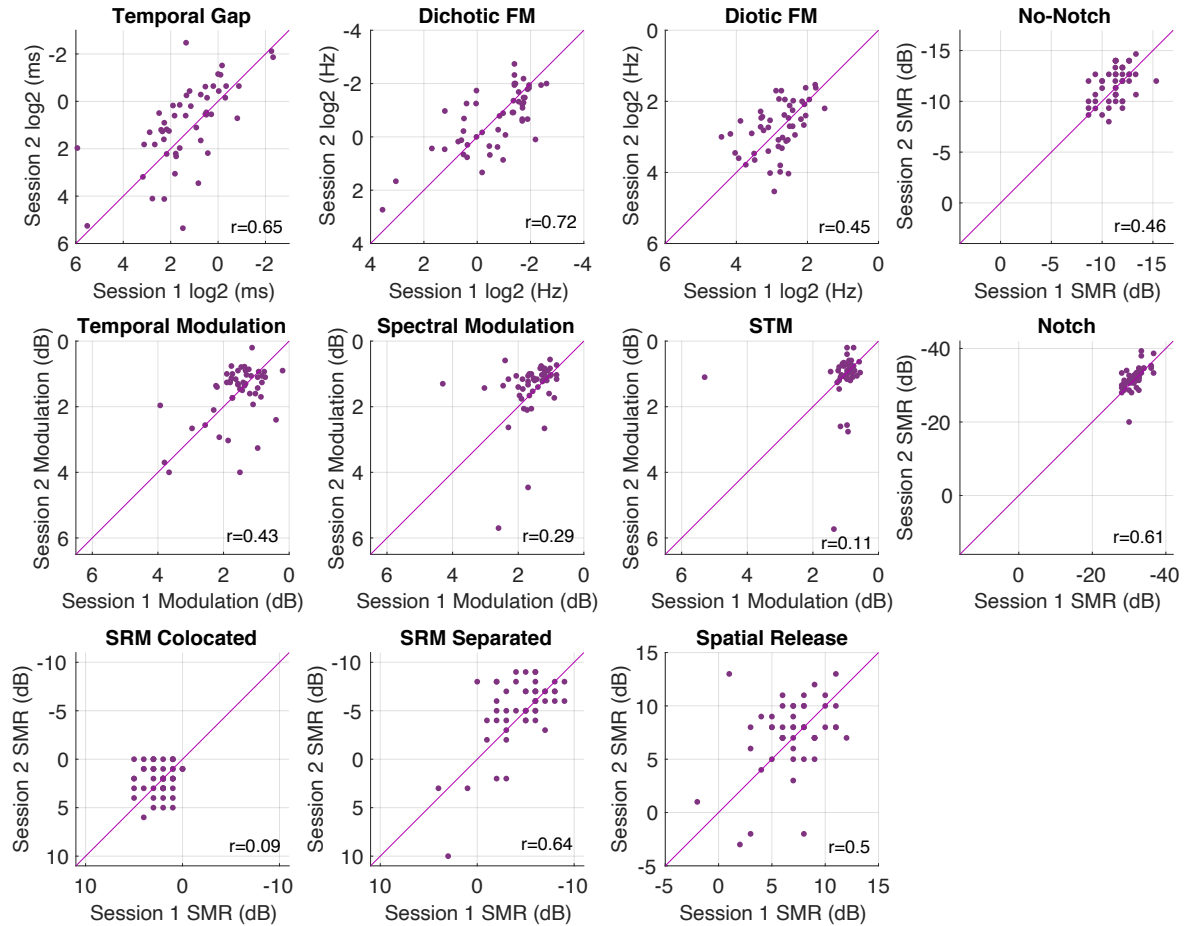 Temporal Gap
Session 2 log2 (ms)
-2
0
2
4
6
6 4 2 0 -2
r=0.65
Session 1 log2 (ms)
Dichotic FM
Session 2 log2 (Hz)
-4
-2
0
2
4
4 2 0 -2 -4
r=0.72
Session 1 log2 (Hz)
Diotic FM
Session 2 log2 (Hz)
0
2
4
6
6 4 2 0
r=0.45
Session 1 log2 (Hz)
No-Notch
Session 2 SMR (dB)
-15
-10
-5
0
0 -5 -10 -15
r=0.46
Session 1 SMR (dB)
Temporal Modulation
Session 2 Modulation (dB)
0
2
4
6
6 4 2 0
r=0.43
Session 1 Modulation (dB)
Spectral Modulation
Session 2 Modulation (dB)
0
2
4
6
6 4 2 0
r=0.29
Session 1 Modulation (dB)
STM
Session 2 Modulation (dB)
0
2
4
6
6 4 2 0
r=0.11
Session 1 Modulation (dB)
Notch
Session 2 SMR (dB)
-40
-20
0
0 -20 -40
r=0.61
Session 1 SMR (dB)
SRM Colocated
Session 2 SMR (dB)
-10
-5
0
5
10
10 0 -10
r=0.09
Session 1 SMR (dB)
SRM Separated
Session 2 SMR (dB)
-10
-5
0
5
10
10 0 -10
r=0.64
Session 1 SMR (dB)
Spatial Release
Session 2 SMR (dB)
15
10
5
0
-5
-5 0 5 10 15
r=0.5
Session 1 SMR (dB)